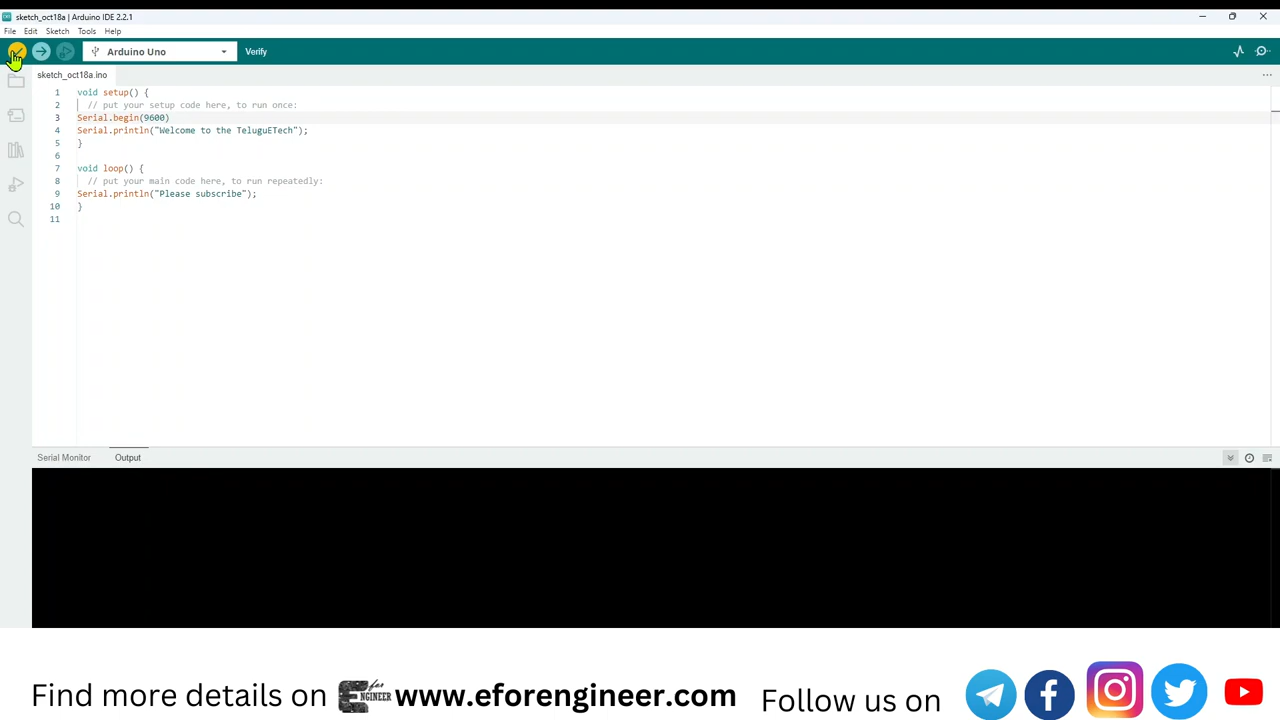 sketch_oct18a | Arduino IDE 2.2.1
File Edit Sketch Tools Help
Arduino Uno
Verify
sketch_oct18a.ino
1 void setup() {
2 // put your setup code here, to run once:
3 Serial.begin(9600)
4 Serial.println("Welcome to the TeluguETech");
5 }
6
7 void loop() {
8 // put your main code here, to run repeatedly:
9 Serial.println("Please subscribe");
10 }
11
Serial Monitor Output
Find more details on E for ENGINEER www.eforengineer.com Follow us on